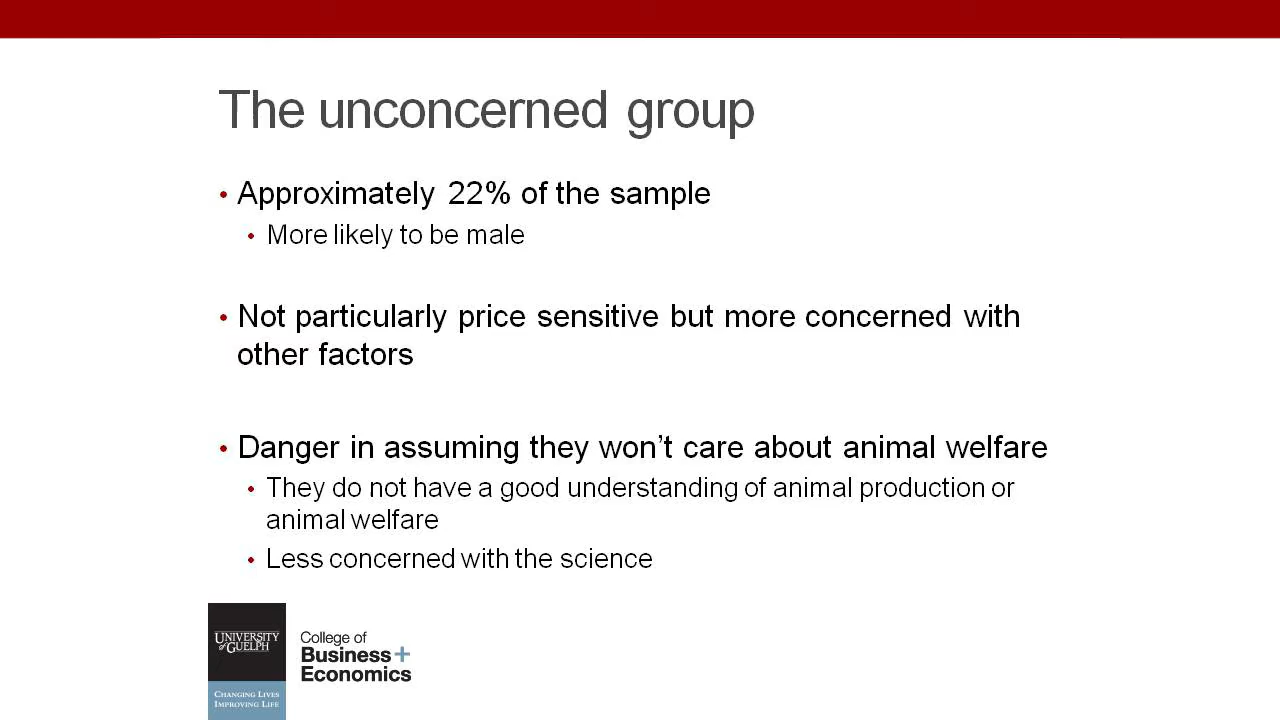 The unconcerned group
• Approximately 22% of the sample
• More likely to be male
• Not particularly price sensitive but more concerned with
other factors
• Danger in assuming they won’t care about animal welfare
• They do not have a good understanding of animal production or
animal welfare
• Less concerned with the science
UNIVERSITY
of GUELPH
CHANGING LIVES
IMPROVING LIFE
College of
Business+
Economics